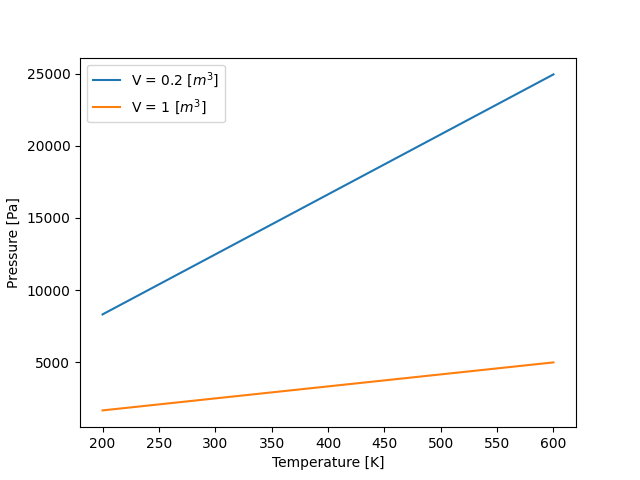 V = 0.2 [m³]
V = 1 [m³]
25000
20000
15000
10000
5000
Pressure [Pa]
200 250 300 350 400 450 500 550 600
Temperature [K]